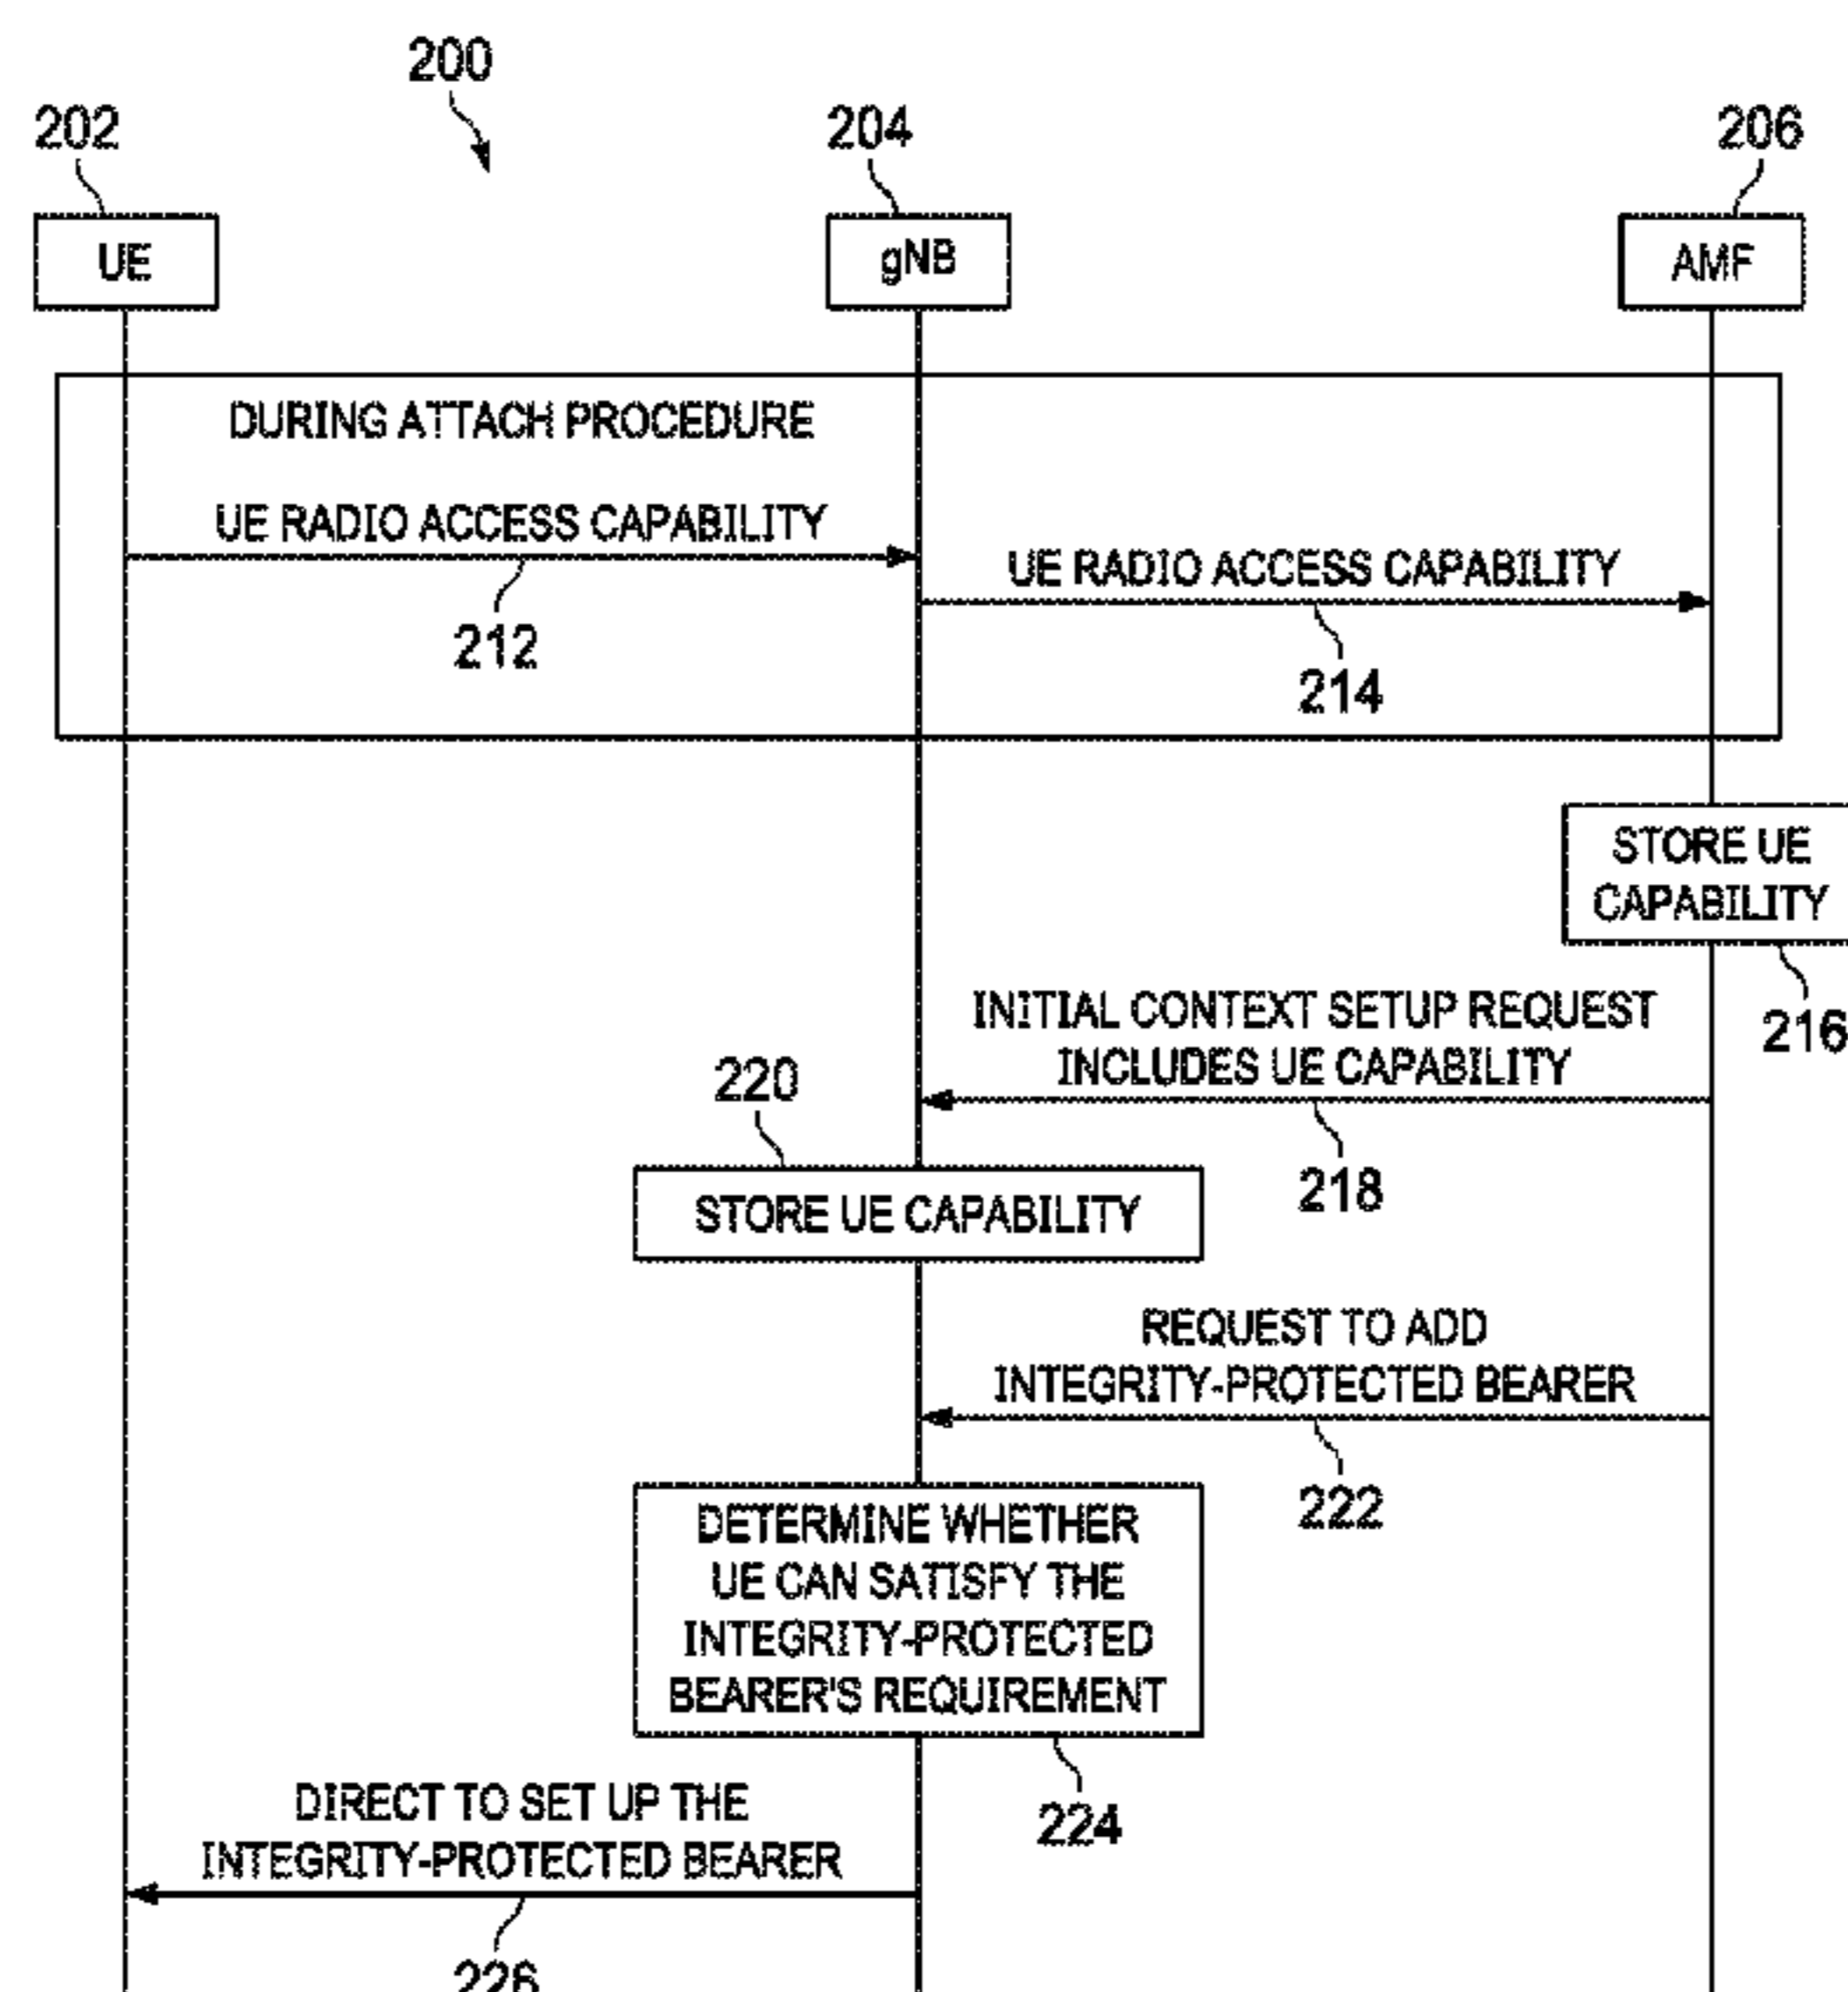 200
202
204
206
UE
gNB
AMF
DURING ATTACH PROCEDURE
UE RADIO ACCESS CAPABILITY
212
UE RADIO ACCESS CAPABILITY
214
STORE UE
CAPABILITY
216
INITIAL CONTEXT SETUP REQUEST
INCLUDES UE CAPABILITY
218
220
STORE UE CAPABILITY
REQUEST TO ADD
INTEGRITY-PROTECTED BEARER
222
DETERMINE WHETHER
UE CAN SATISFY THE
INTEGRITY-PROTECTED
BEARER'S REQUIREMENT
224
DIRECT TO SET UP THE
INTEGRITY-PROTECTED BEARER
226